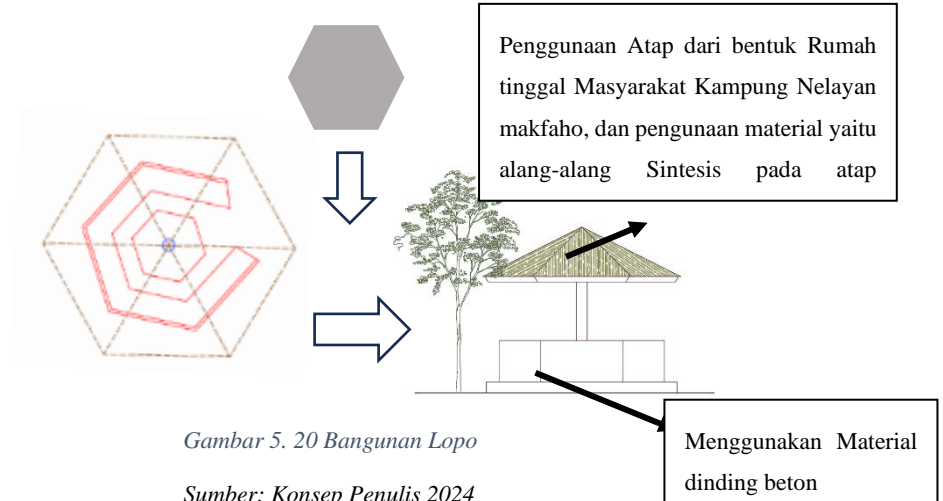 Penggunaan Atap dari bentuk Rumah
tinggal Masyarakat Kampung Nelayan
makfaho, dan pengunaan material yaitu
alang-alang Sintesis pada atap
Menggunakan Material
dinding beton
Gambar 5. 20 Bangunan Lopo
Sumber: Konsep Penulis 2024